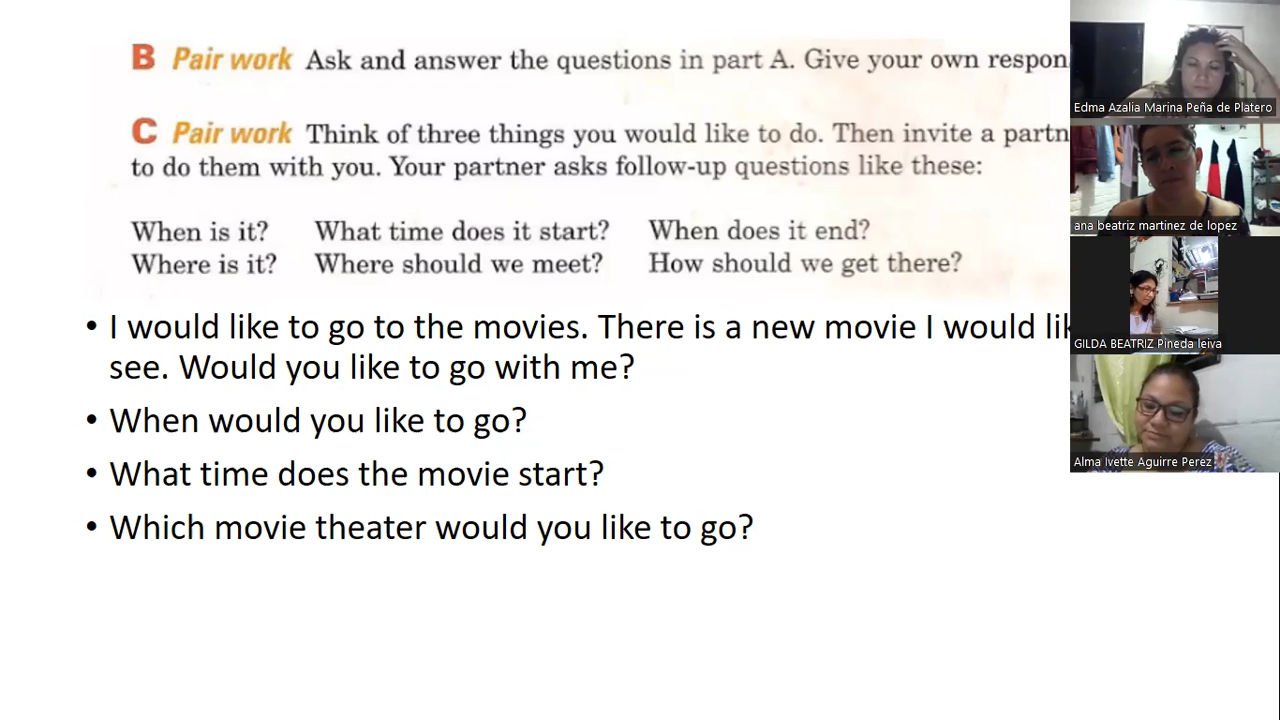 B Pair work Ask and answer the questions in part A. Give your own respon
C Pair work Think of three things you would like to do. Then invite a partn
to do them with you. Your partner asks follow-up questions like these:
When is it? What time does it start? When does it end?
Where is it? Where should we meet? How should we get there?
• I would like to go to the movies. There is a new movie I would lik
see. Would you like to go with me?
• When would you like to go?
• What time does the movie start?
• Which movie theater would you like to go?
Edma Azalia Marina Peña de Platero
ana beatriz martinez de lopez
GILDA BEATRIZ Pineda leiva
Alma Ivette Aguirre Perez